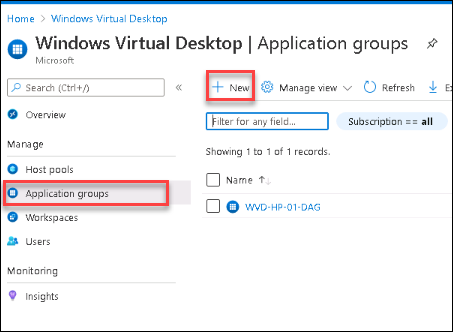 Home > Windows Virtual Desktop
Windows Virtual Desktop | Application groups
Microsoft
Search (Ctrl+/)
«
+ New
Manage view
Refresh
Overview
Filter for any field...
Subscription == all
Manage
Showing 1 to 1 of 1 records.
Host pools
Name ↑↓
Application groups
WVD-HP-01-DAG
Workspaces
Users
Monitoring
Insights